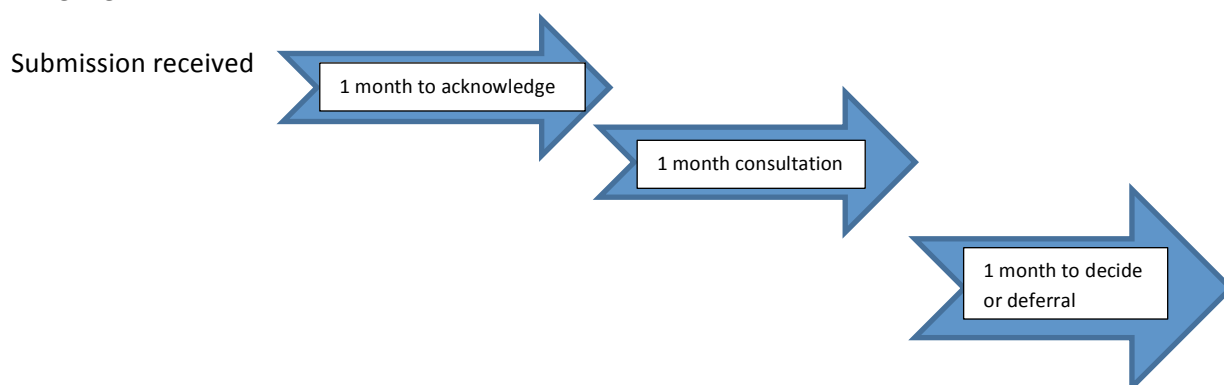 Submission received
1 month to acknowledge
1 month consultation
1 month to decide
or deferral